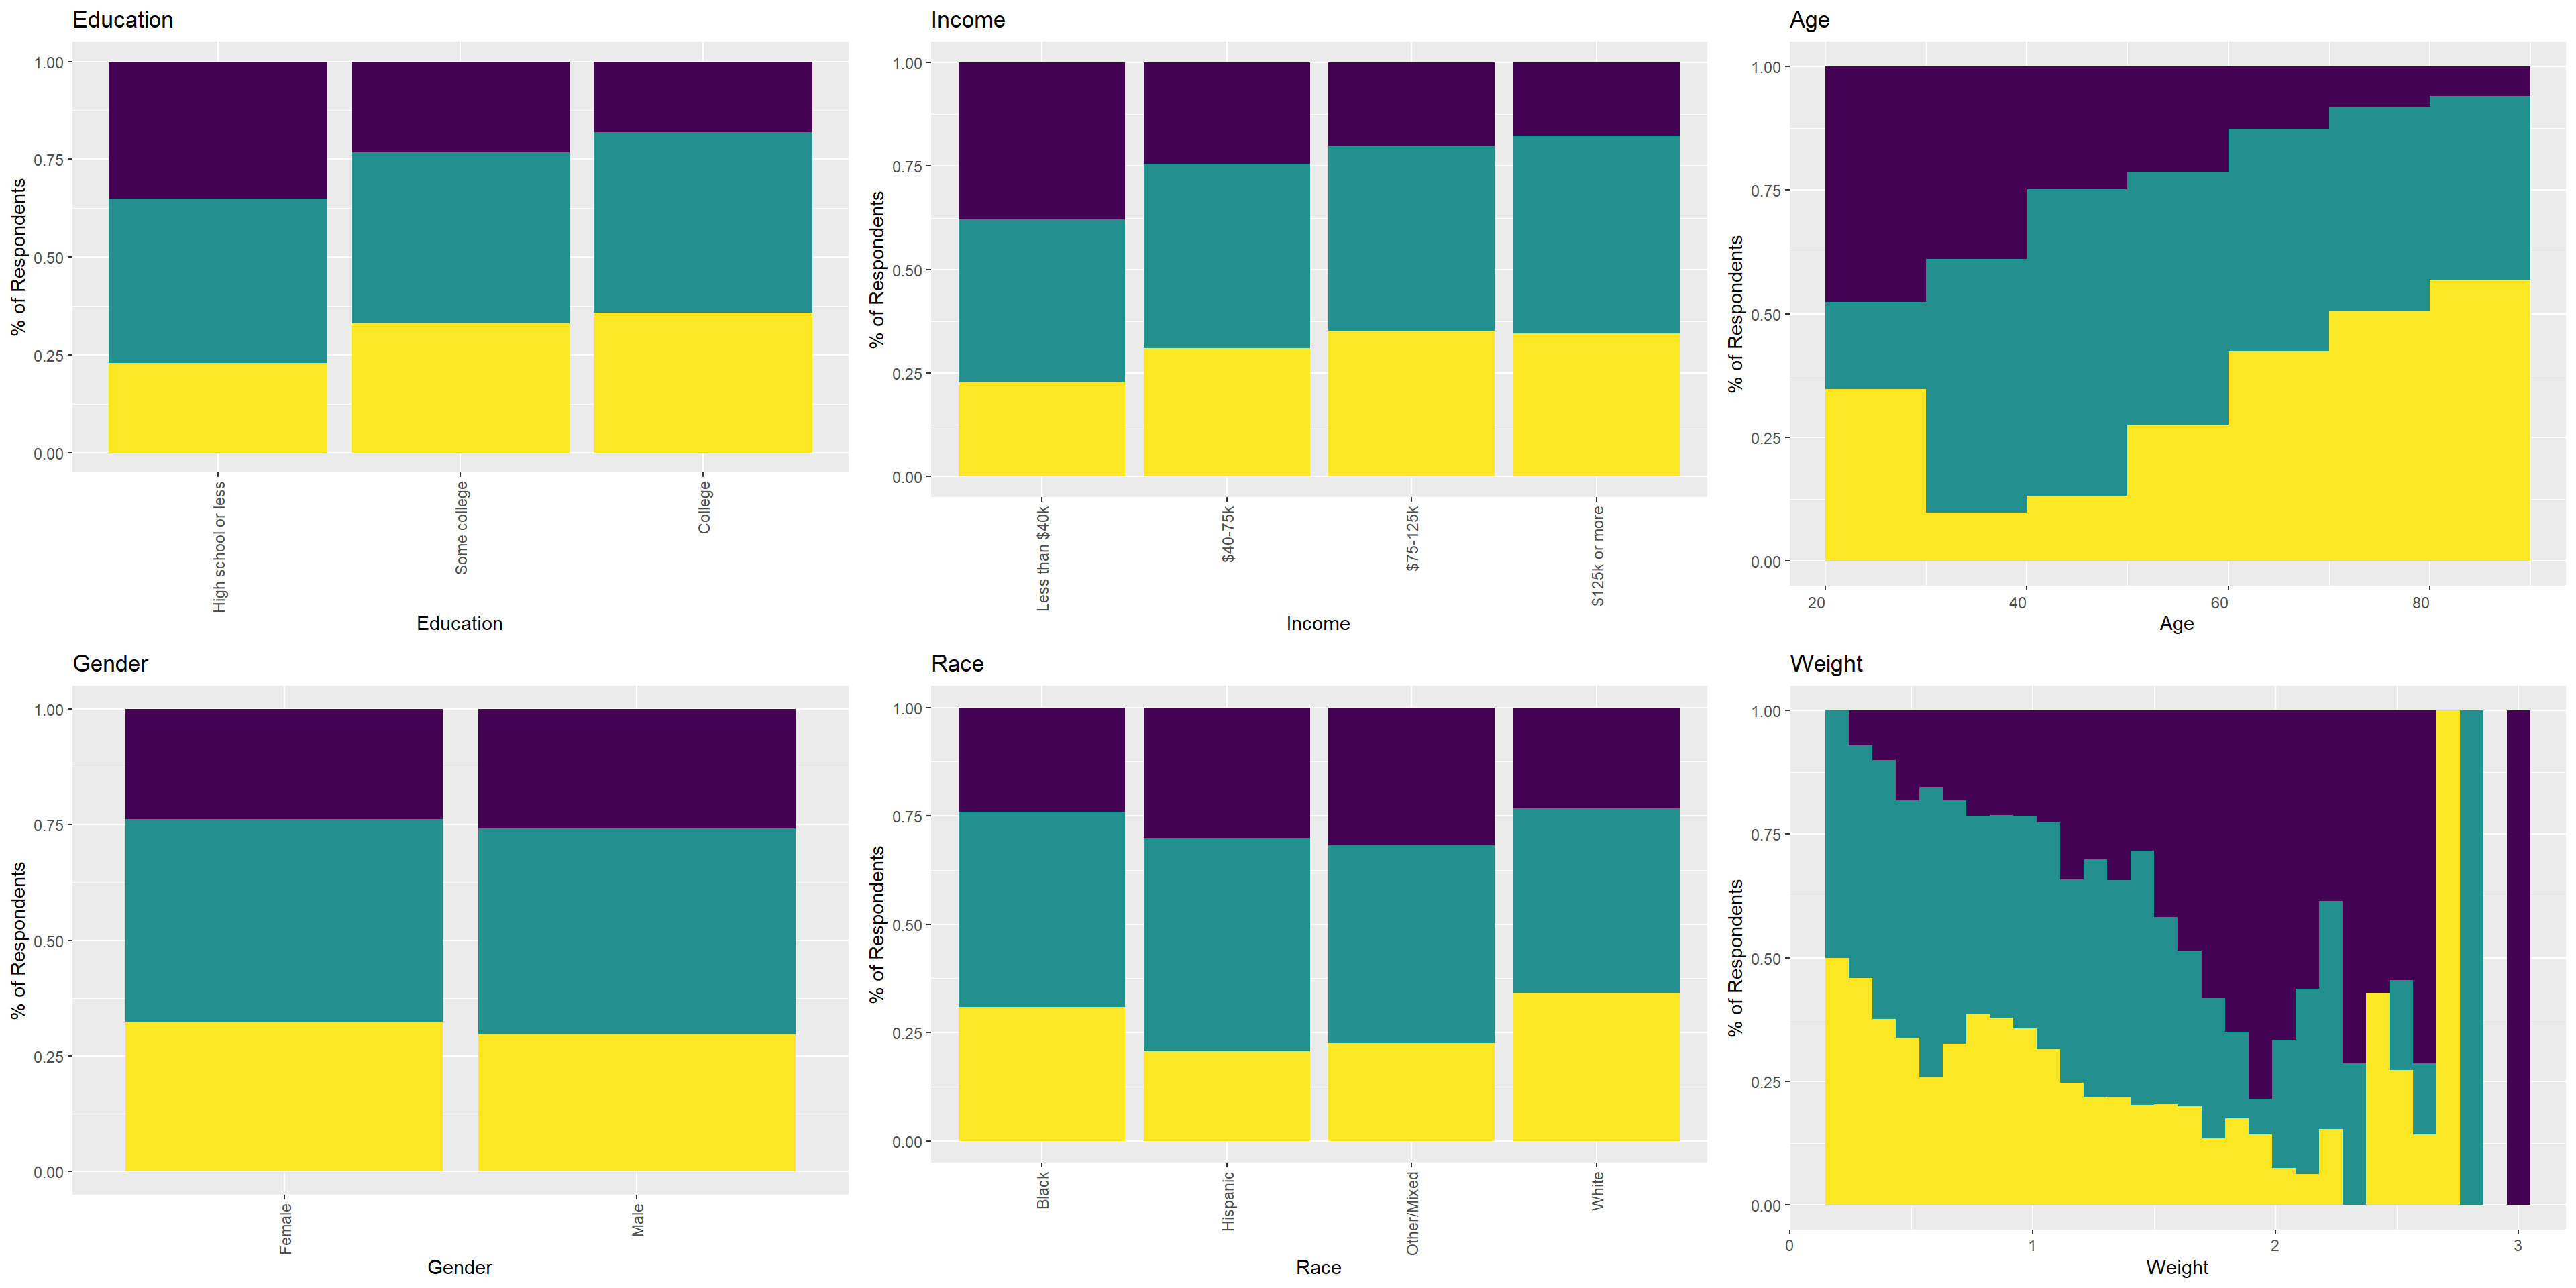 Education
% of Respondents
1.00
0.75
0.50
0.25
0.00
High school or less
Some college
College
Education
Income
% of Respondents
1.00
0.75
0.50
0.25
0.00
Less than $40k
$40-75k
$75-125k
$125k or more
Income
Age
% of Respondents
1.00
0.75
0.50
0.25
0.00
20
40
60
80
Age
Gender
% of Respondents
1.00
0.75
0.50
0.25
0.00
Female
Male
Gender
Race
% of Respondents
1.00
0.75
0.50
0.25
0.00
Black
Hispanic
Other/Mixed
White
Race
Weight
% of Respondents
1.00
0.75
0.50
0.25
0.00
0
1
2
3
Weight